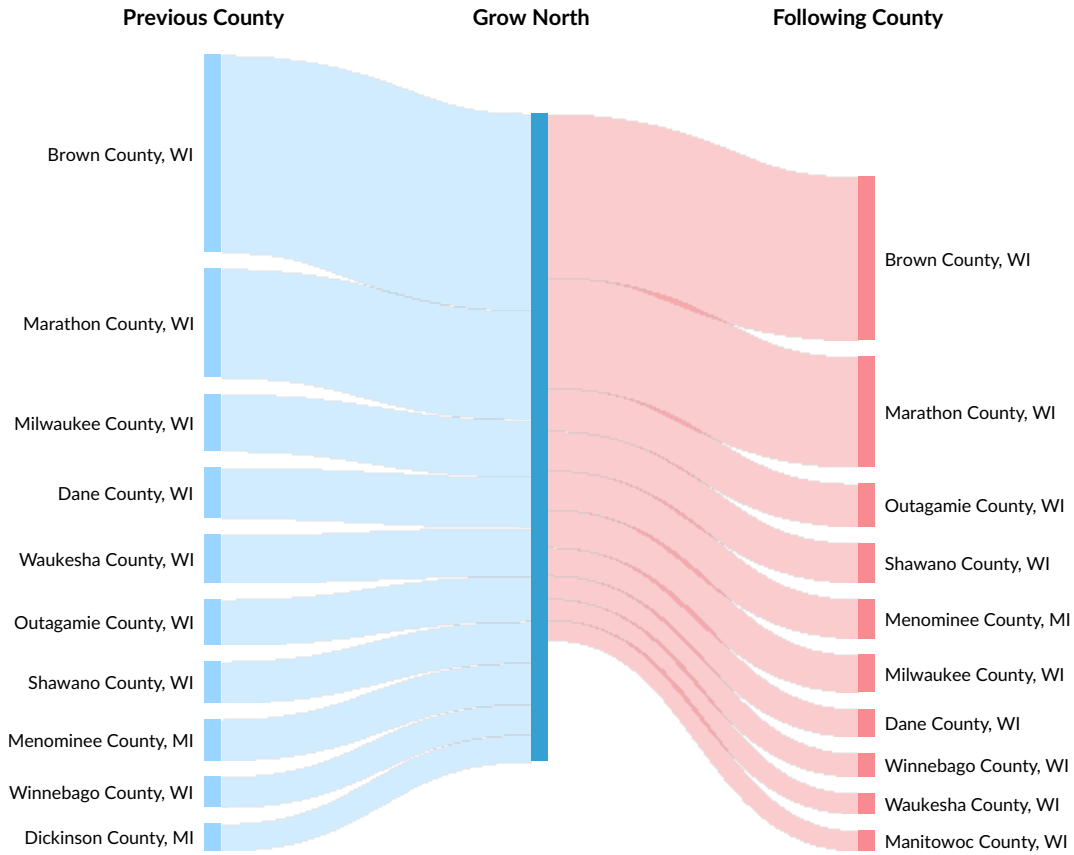 Previous County
Grow North
Following County
Brown County, WI
Marathon County, WI
Milwaukee County, WI
Dane County, WI
Waukesha County, WI
Outagamie County, WI
Shawano County, WI
Menominee County, MI
Winnebago County, WI
Dickinson County, MI
Brown County, WI
Marathon County, WI
Outagamie County, WI
Shawano County, WI
Menominee County, MI
Milwaukee County, WI
Dane County, WI
Winnebago County, WI
Waukesha County, WI
Manitowoc County, WI